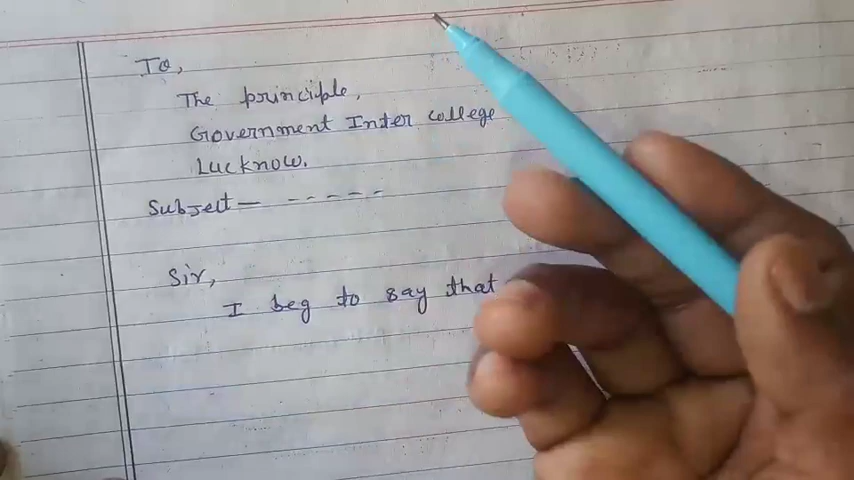 To,
The principle,
Government Inter college
Lucknow.
Subject — - - - - -
Sir,
I beg to say that